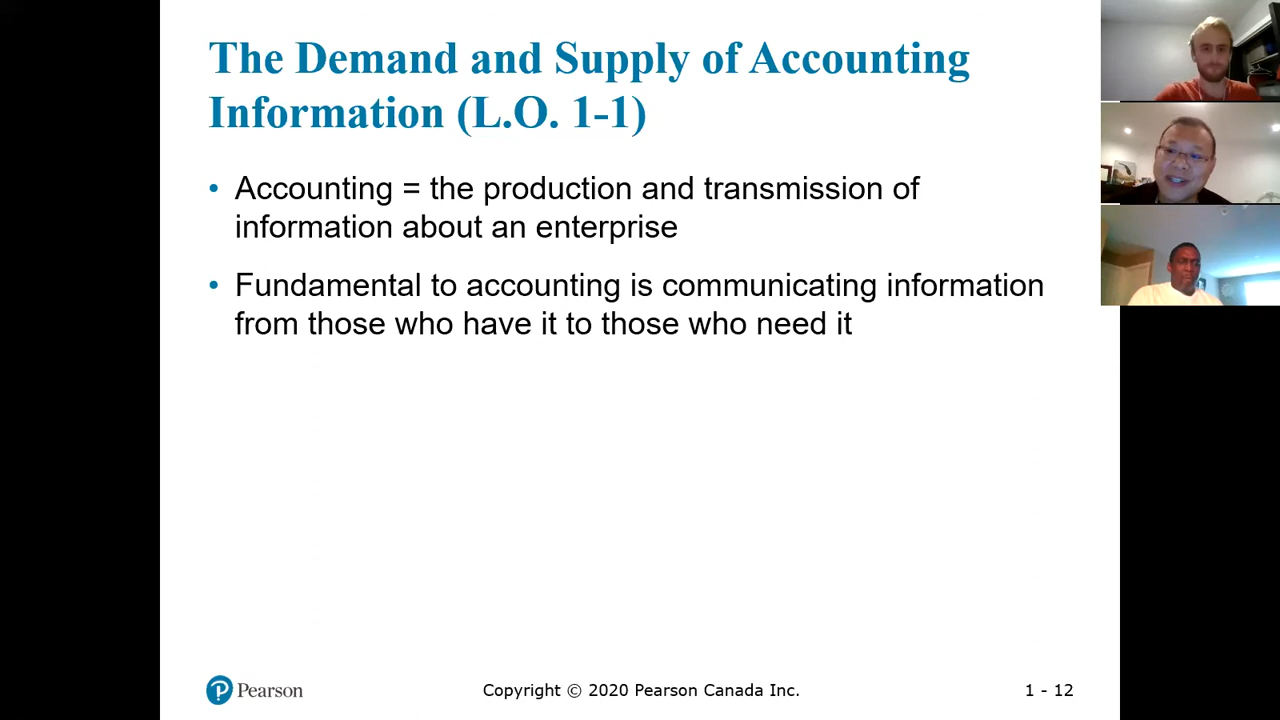 The Demand and Supply of Accounting
Information (L.O. 1-1)
• Accounting = the production and transmission of
information about an enterprise
• Fundamental to accounting is communicating information
from those who have it to those who need it
Pearson
Copyright © 2020 Pearson Canada Inc.
1 - 12